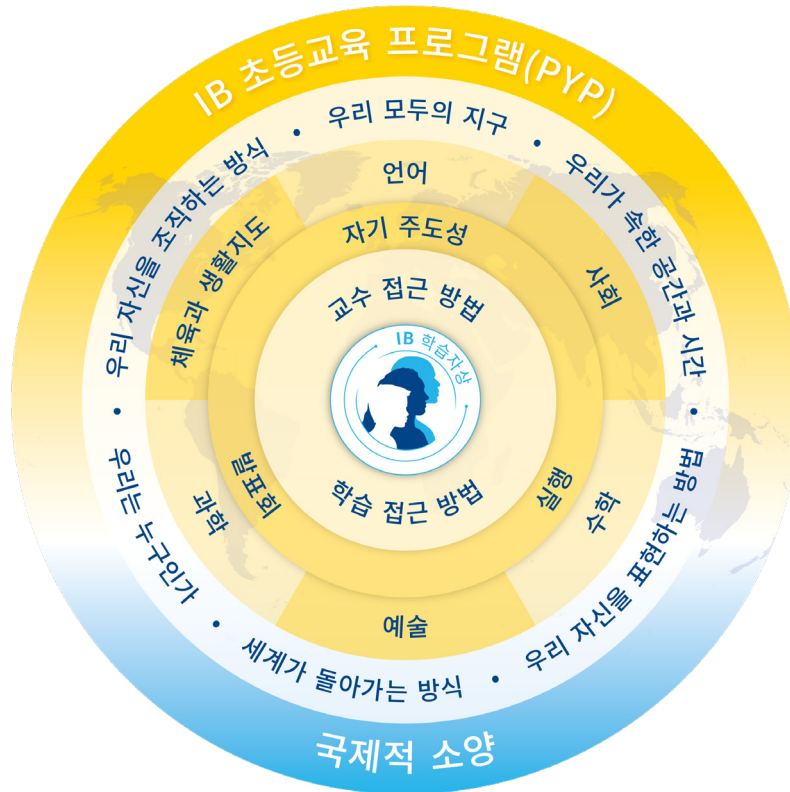 IB 초등교육 프로그램(PYP)
우리 모두의 지구
우리가 속한 공간과 시간
우리 자신을 표현하는 방법
세계가 돌아가는 방식
우리는 누구인가
우리 자신을 조직하는 방식
언어
사회
수학
예술
과학
체육과 생활지도
자기 주도성
실행
발표회
교수 접근 방법
IB 학습자상
학습 접근 방법
국제적 소양